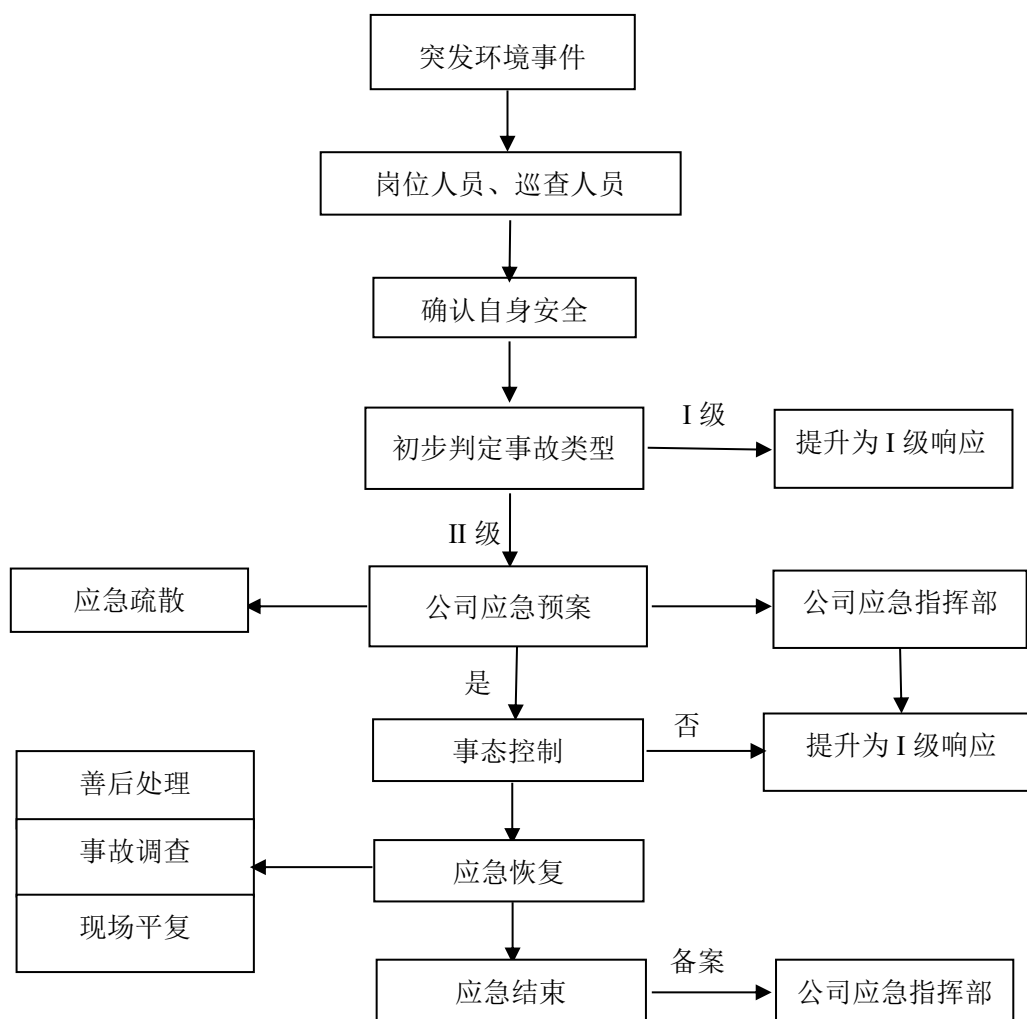 突发环境事件
岗位人员、巡查人员
确认自身安全
I 级
初步判定事故类型
提升为 I 级响应
II 级
应急疏散
公司应急预案
公司应急指挥部
是
事态控制
否
提升为 I 级响应
善后处理
事故调查
应急恢复
现场平复
备案
应急结束
公司应急指挥部